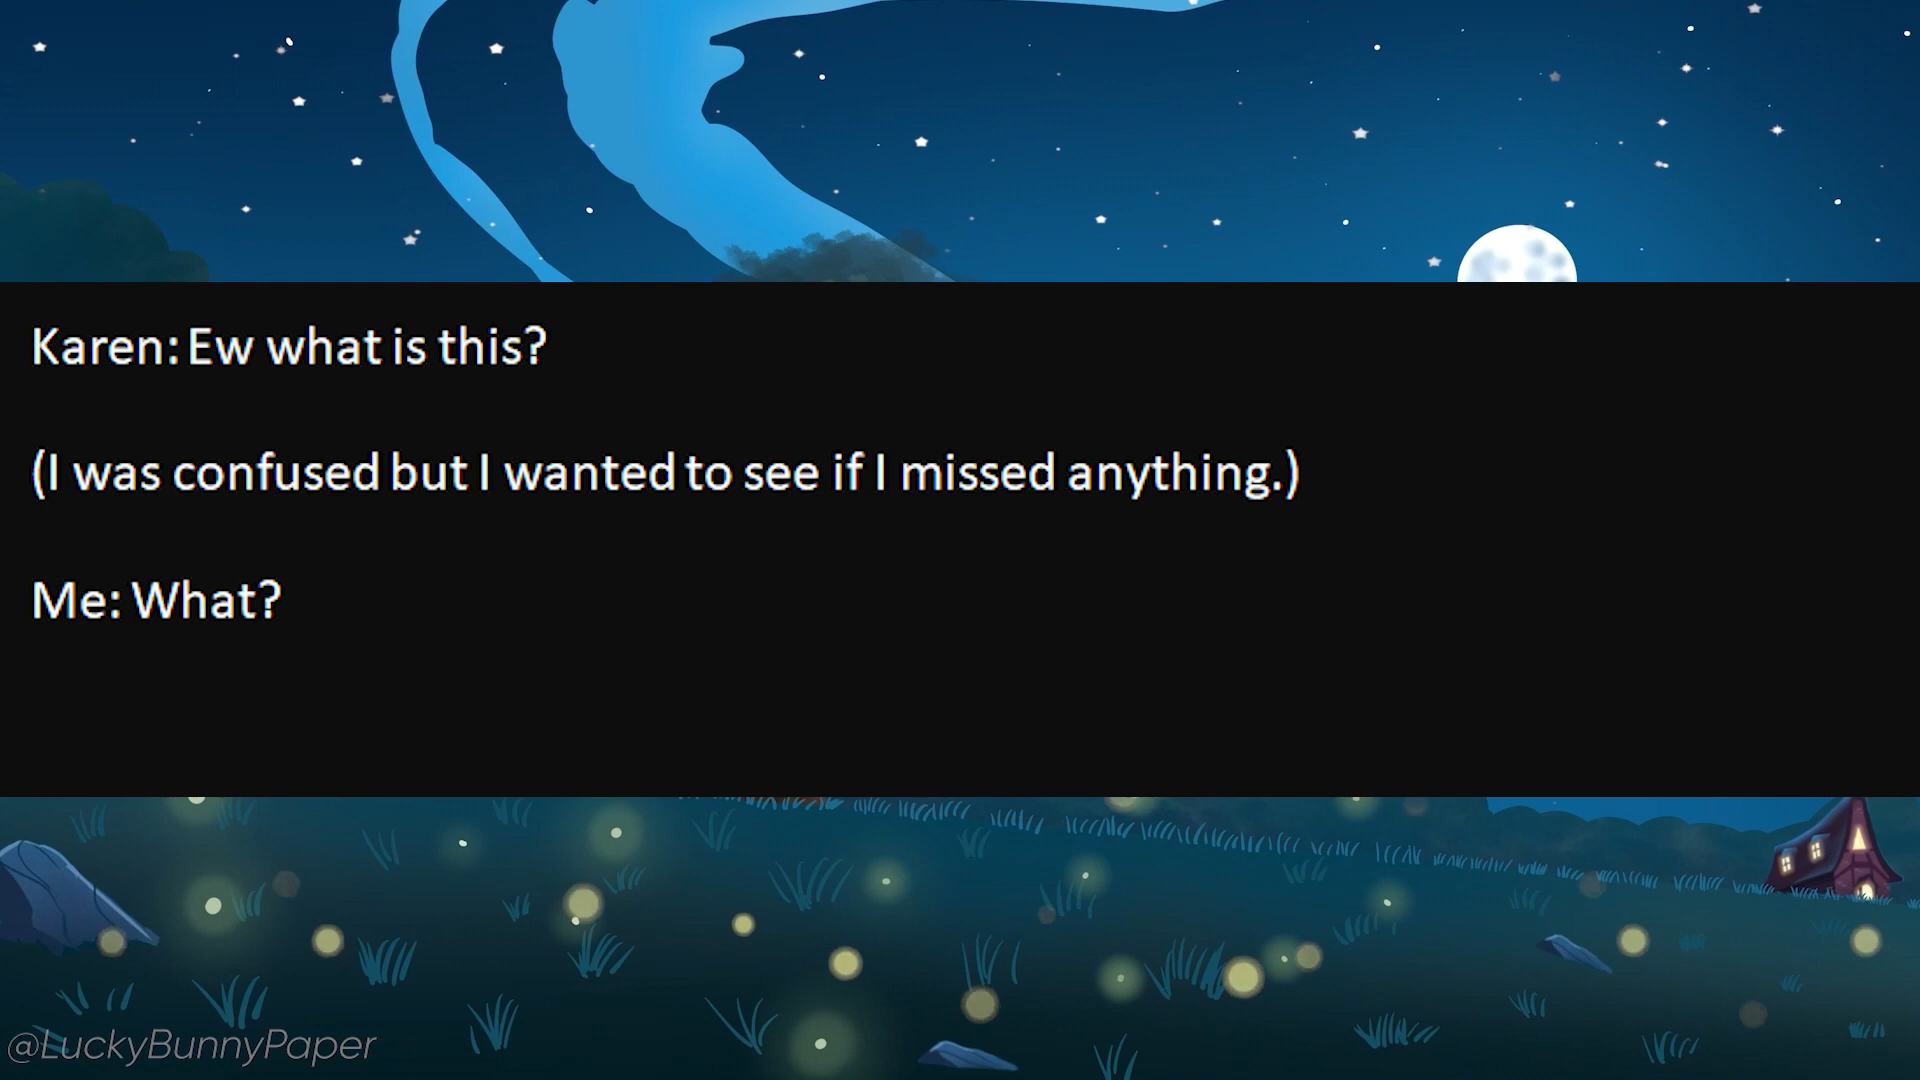 Karen: Ew what is this?
(I was confused but I wanted to see if I missed anything.)
Me: What?
@LuckyBunnyPaper